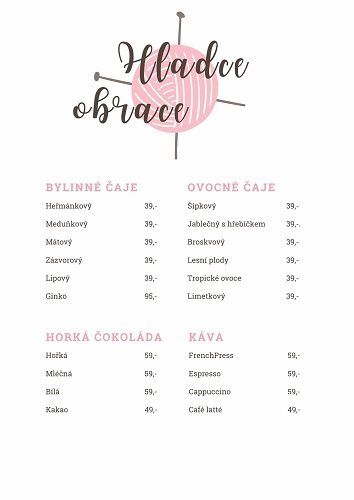 Hladce
obrace
BYLINNÉ ČAJE
Heřmánkový 39,-
Meduňkový 39,-
Mátový 39,-
Zázvorový 39,-
Lipový 39,-
Ginko 95,-
OVOCNÉ ČAJE
Šípkový 39,-
Jablečný s hřebíčkem 39,-.
Broskvový 39,-
Lesní plody 39,-
Tropické ovoce 39,-
Limetkový 39,-
HORKÁ ČOKOLÁDA
Hořká 59,-
Mléčná 59,-
Bílá 59,-
Kakao 49,-
KÁVA
FrenchPress 59,-
Espresso 59,-
Cappuccino 59,-
Café latté 49,-